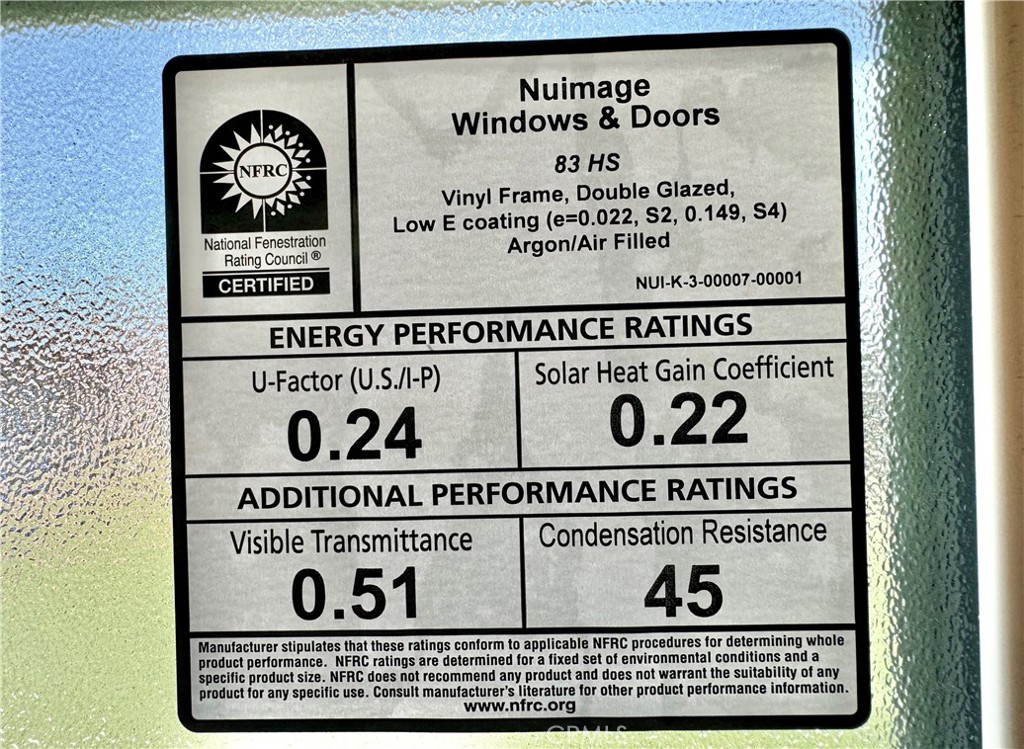 NFRC
National Fenestration
Rating Council ®
CERTIFIED
Nuimage
Windows & Doors
83 HS
Vinyl Frame, Double Glazed,
Low E coating (e=0.022, S2, 0.149, S4)
Argon/Air Filled
NUI-K-3-00007-00001
ENERGY PERFORMANCE RATINGS
U-Factor (U.S./I-P)
0.24
Solar Heat Gain Coefficient
0.22
ADDITIONAL PERFORMANCE RATINGS
Visible Transmittance
0.51
Condensation Resistance
45
Manufacturer stipulates that these ratings conform to applicable NFRC procedures for determining whole
product performance. NFRC ratings are determined for a fixed set of environmental conditions and a
specific product size. NFRC does not recommend any product and does not warrant the suitability of any
product for any specific use. Consult manufacturer's literature for other product performance information.
www.nfrc.org
CRMLS